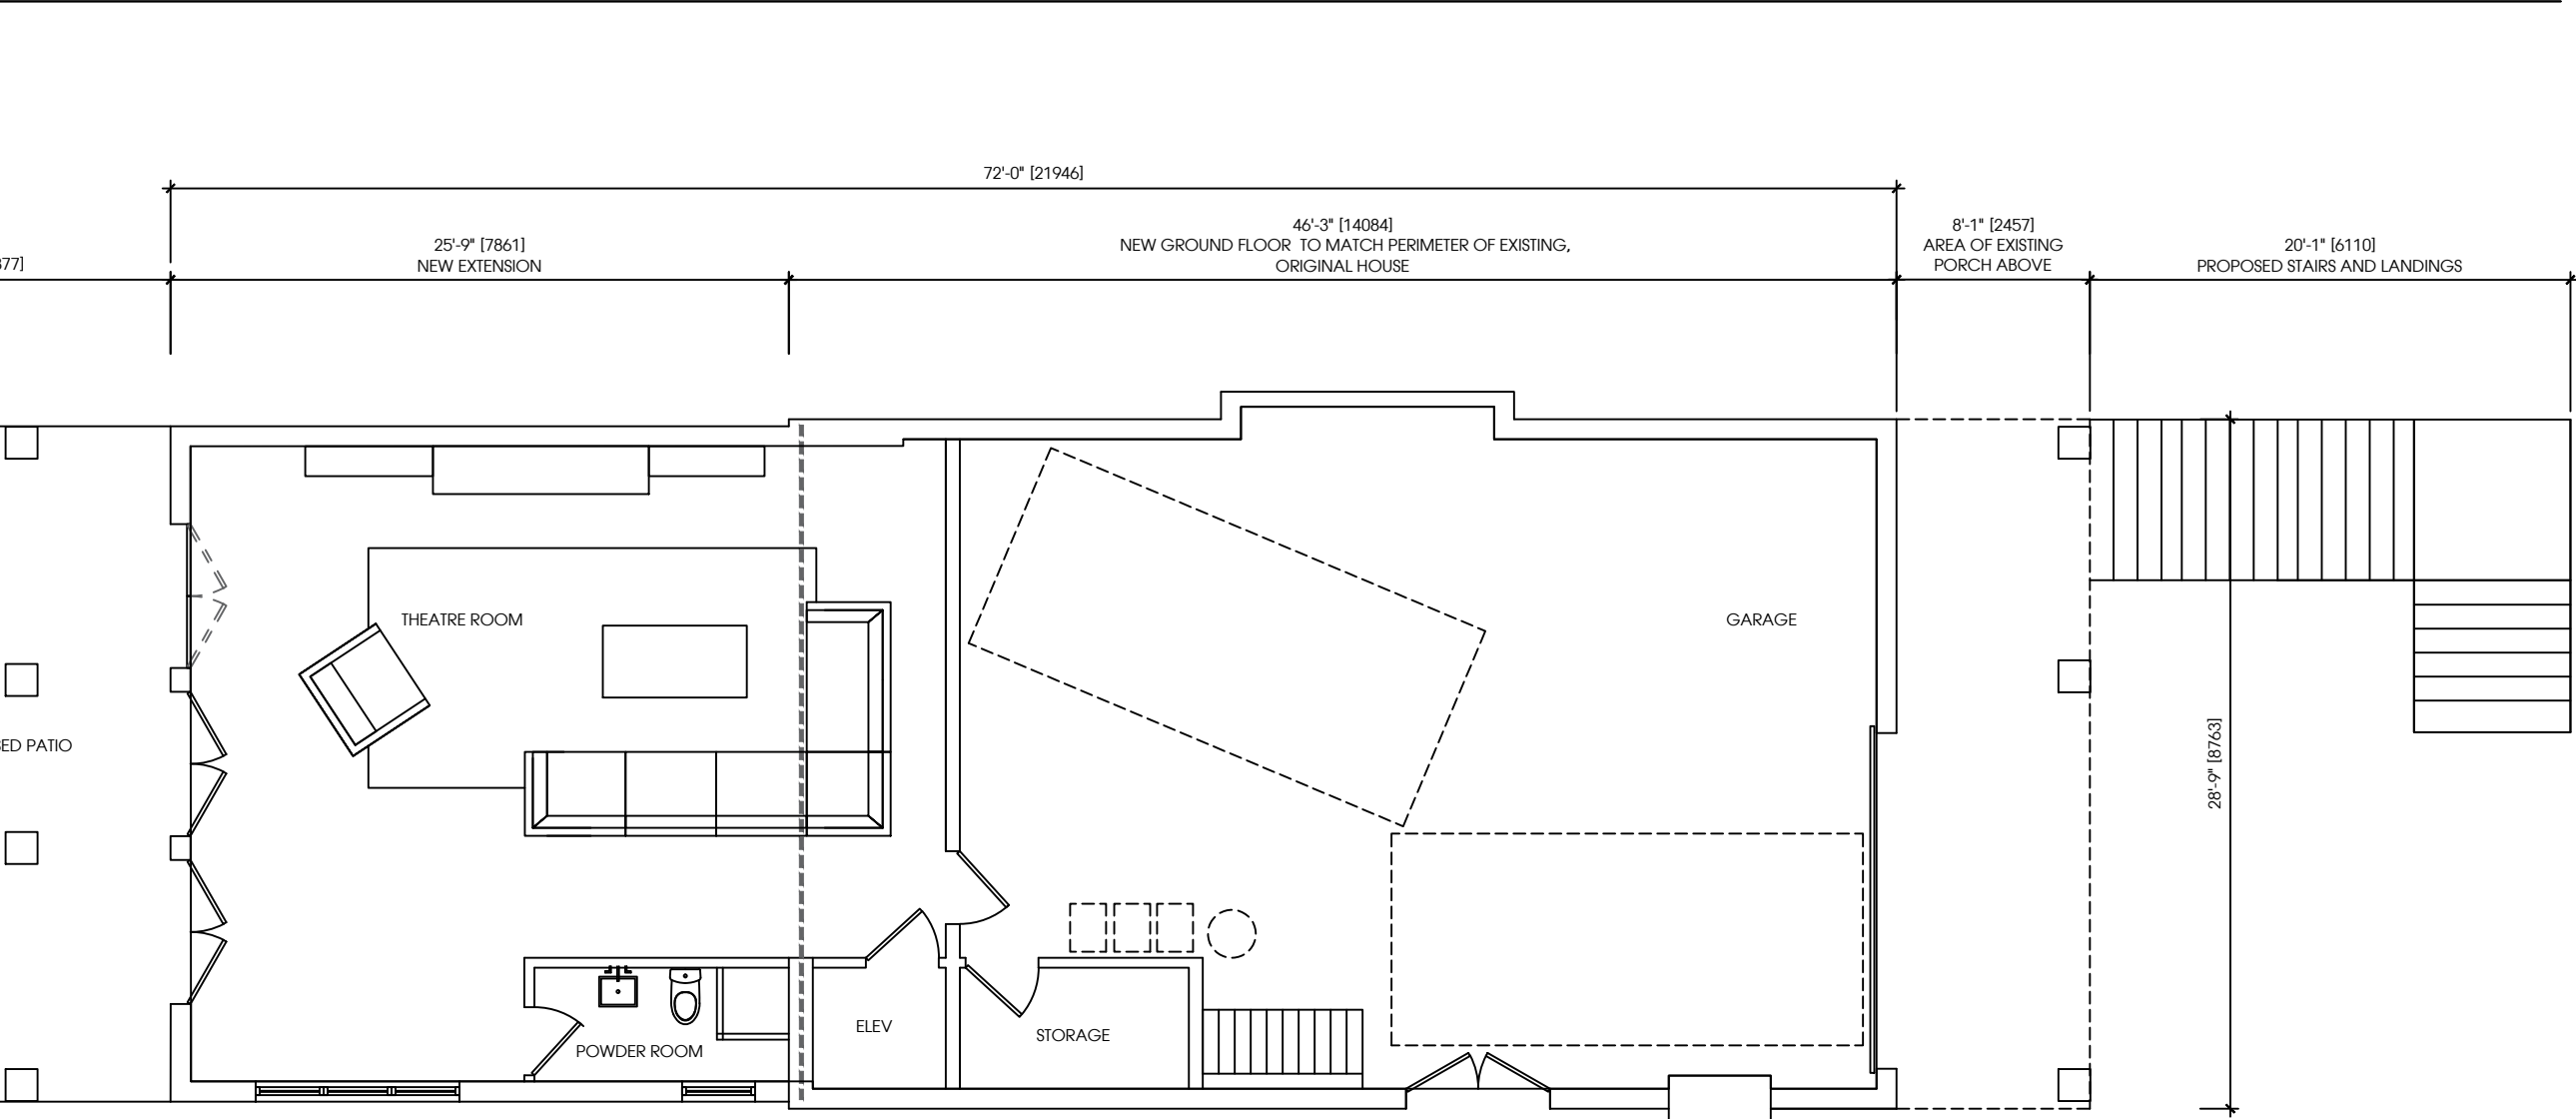 72'-0" [21946]
46'-3" [14084]
NEW GROUND FLOOR TO MATCH PERIMETER OF EXISTING,
ORIGINAL HOUSE
8'-1" [2457]
AREA OF EXISTING
PORCH ABOVE
25'-9" [7861]
NEW EXTENSION
20'-1" [6110]
PROPOSED STAIRS AND LANDINGS
THEATRE ROOM
GARAGE
PATIO
28'-9" [8763]
ELEV
STORAGE
POWDER ROOM